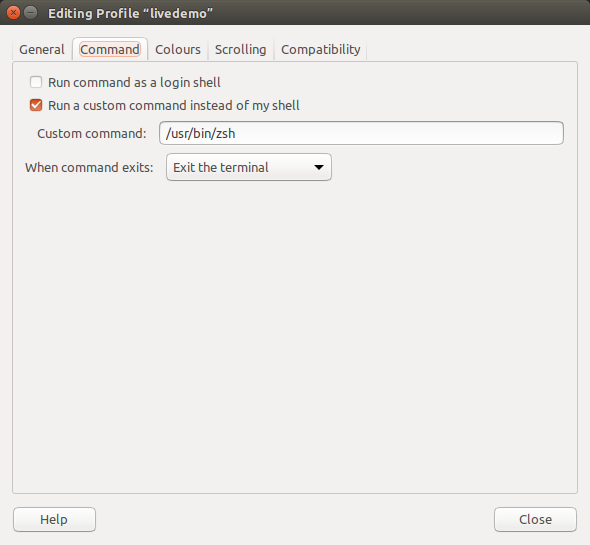 Editing Profile “livedemo”
General Command Colours Scrolling Compatibility
Run command as a login shell
Run a custom command instead of my shell
Custom command: /usr/bin/zsh
When command exits: Exit the terminal
Help Close